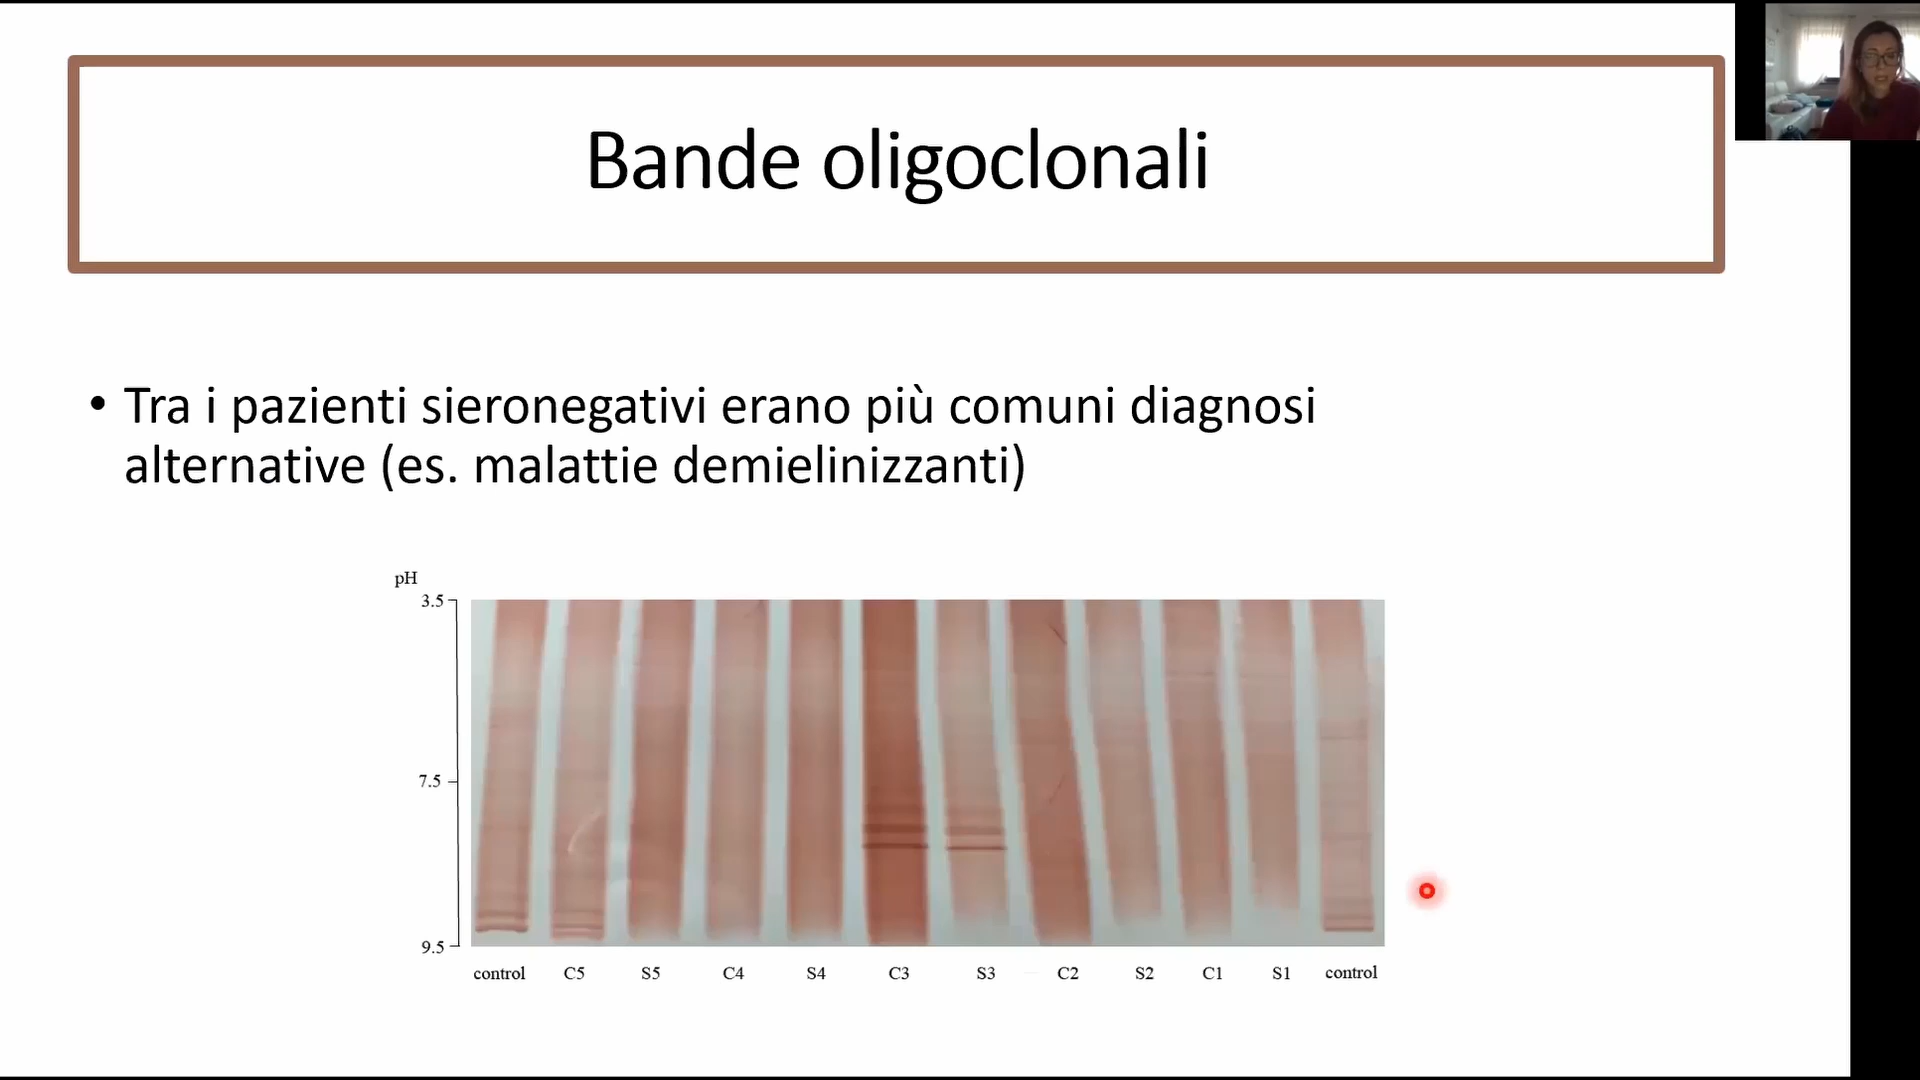 Bande oligoclonali
• Tra i pazienti sieronegativi erano più comuni diagnosi
alternative (es. malattie demielinizzanti)
pH
3.5
7.5
9.5
control C5 S5 C4 S4 C3 S3 C2 S2 C1 S1 control